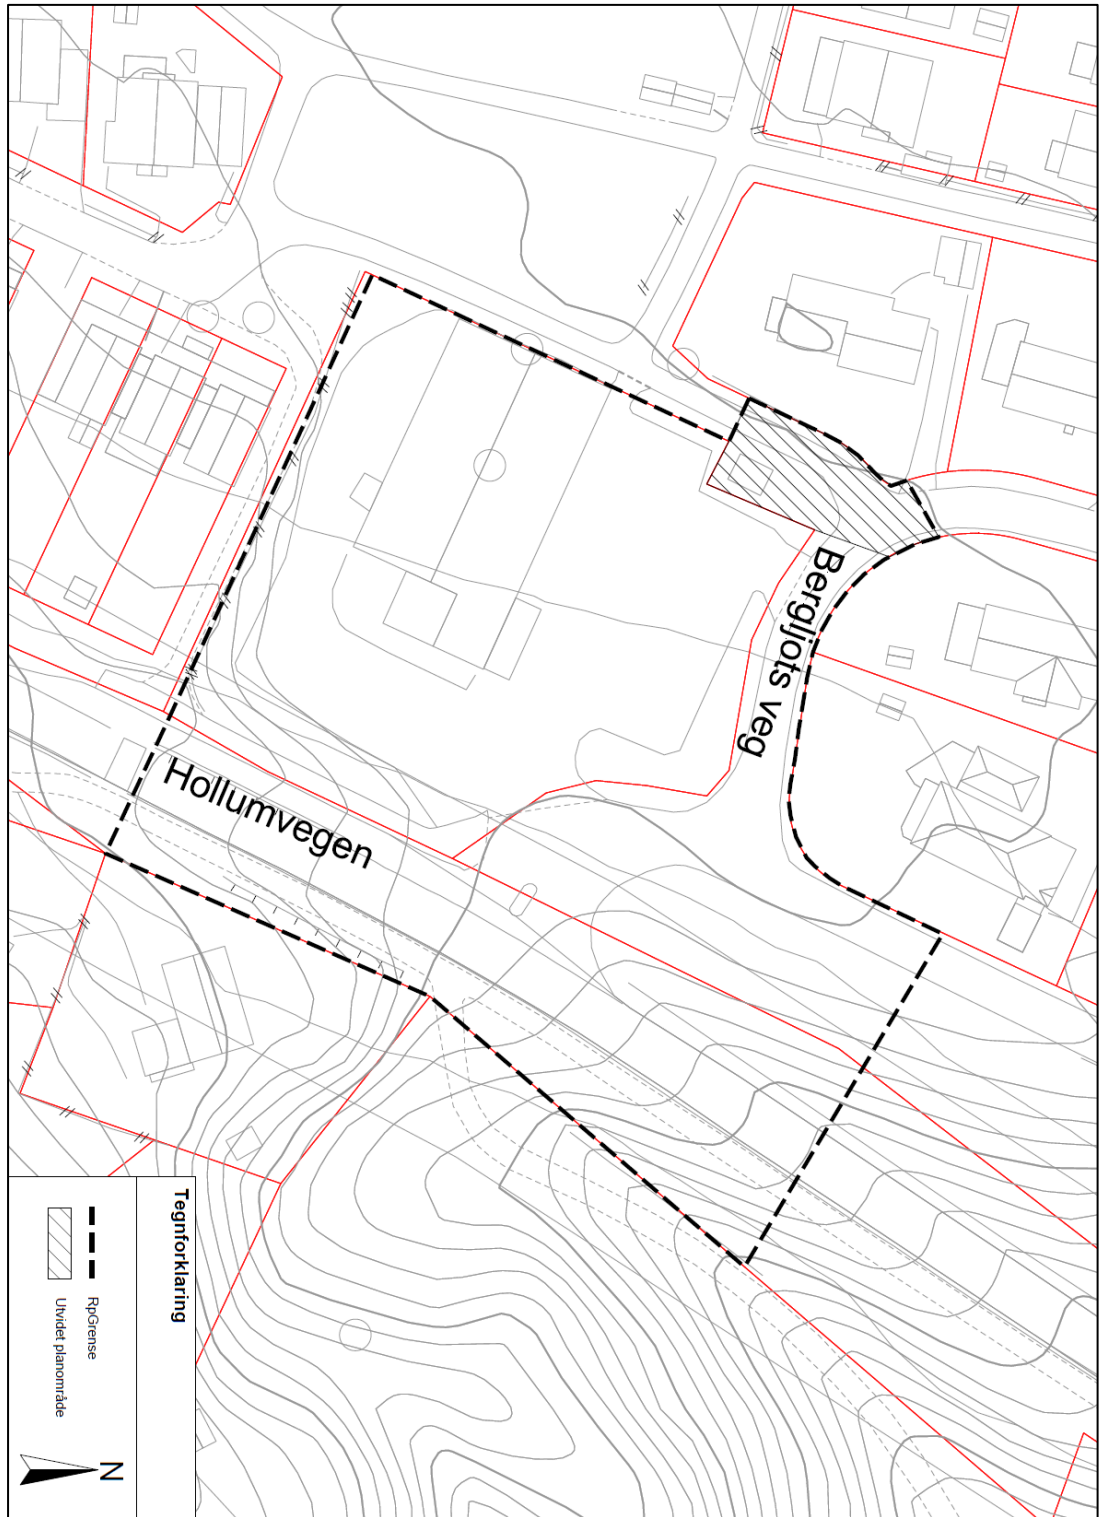 Bergljots veg
Hollumvegen
Tegnforklaring
RpGrense
Utvidet planområde
N